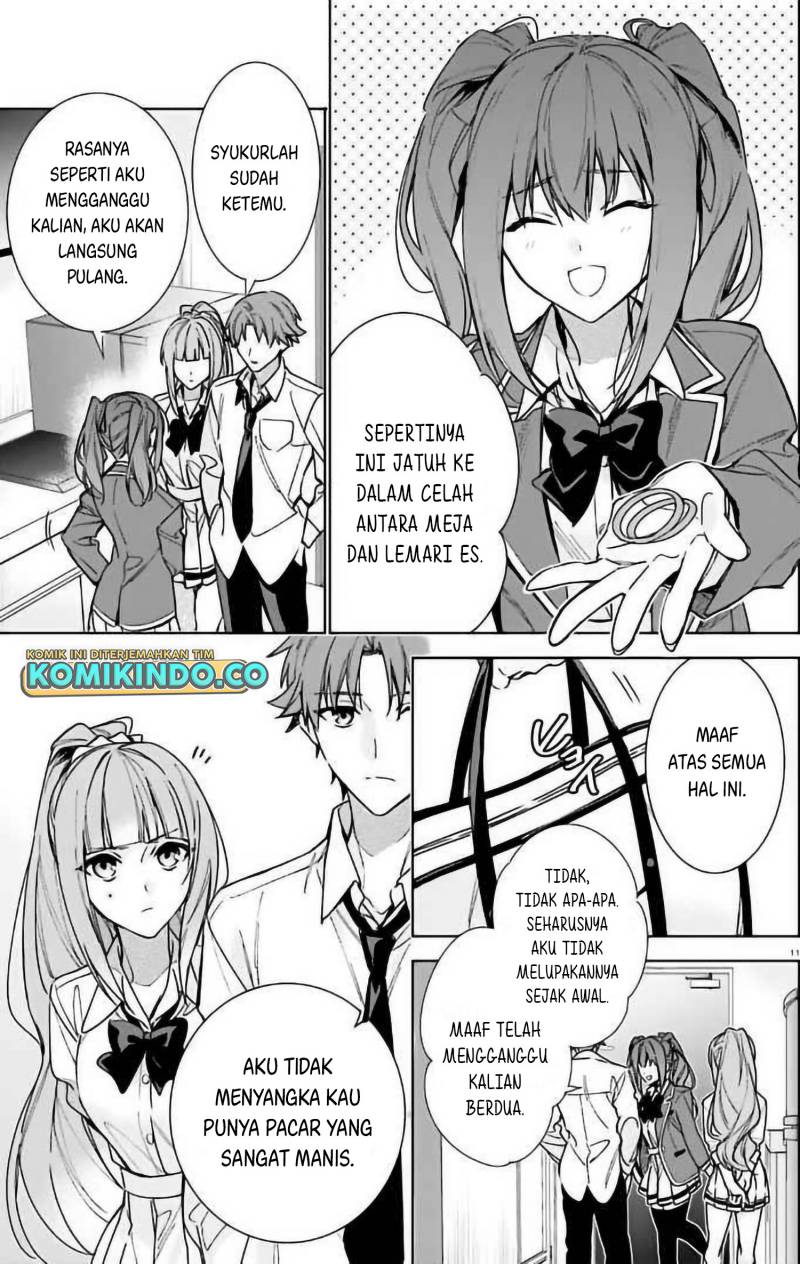 SEPERTINYA
INI JATUH KE
DALAM CELAH
ANTARA MEJA
DAN LEMARI ES.
SYUKURLAH
SUDAH
KETEMU.
RASANYA
SEPERTI AKU
MENGGANGGU
KALIAN, AKU AKAN
LANGSUNG
PULANG.
MAAF
ATAS SEMUA
HAL INI.
ヒョイ
TIDAK,
TIDAK APA-APA.
SEHARUSNYA
AKU TIDAK
MELUPAKANNYA
SEJAK AWAL.
MAAF TELAH
MENGGANGGU
KALIAN
BERDUA.
KOMIK INI DITERJEMAHKAN TIM
KOMIKINDO.CO
AKU TIDAK
MENYANGKA KAU
PUNYA PACAR YANG
SANGAT MANIS.
11